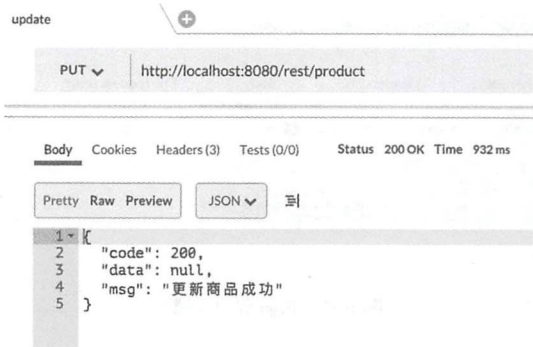 update
PUT http://localhost:8080/rest/product
Body Cookies Headers (3) Tests (0/0) Status 200 OK Time 932 ms
Pretty Raw Preview JSON
1 {
2 "code": 200,
3 "data": null,
4 "msg": "更新商品成功"
5 }